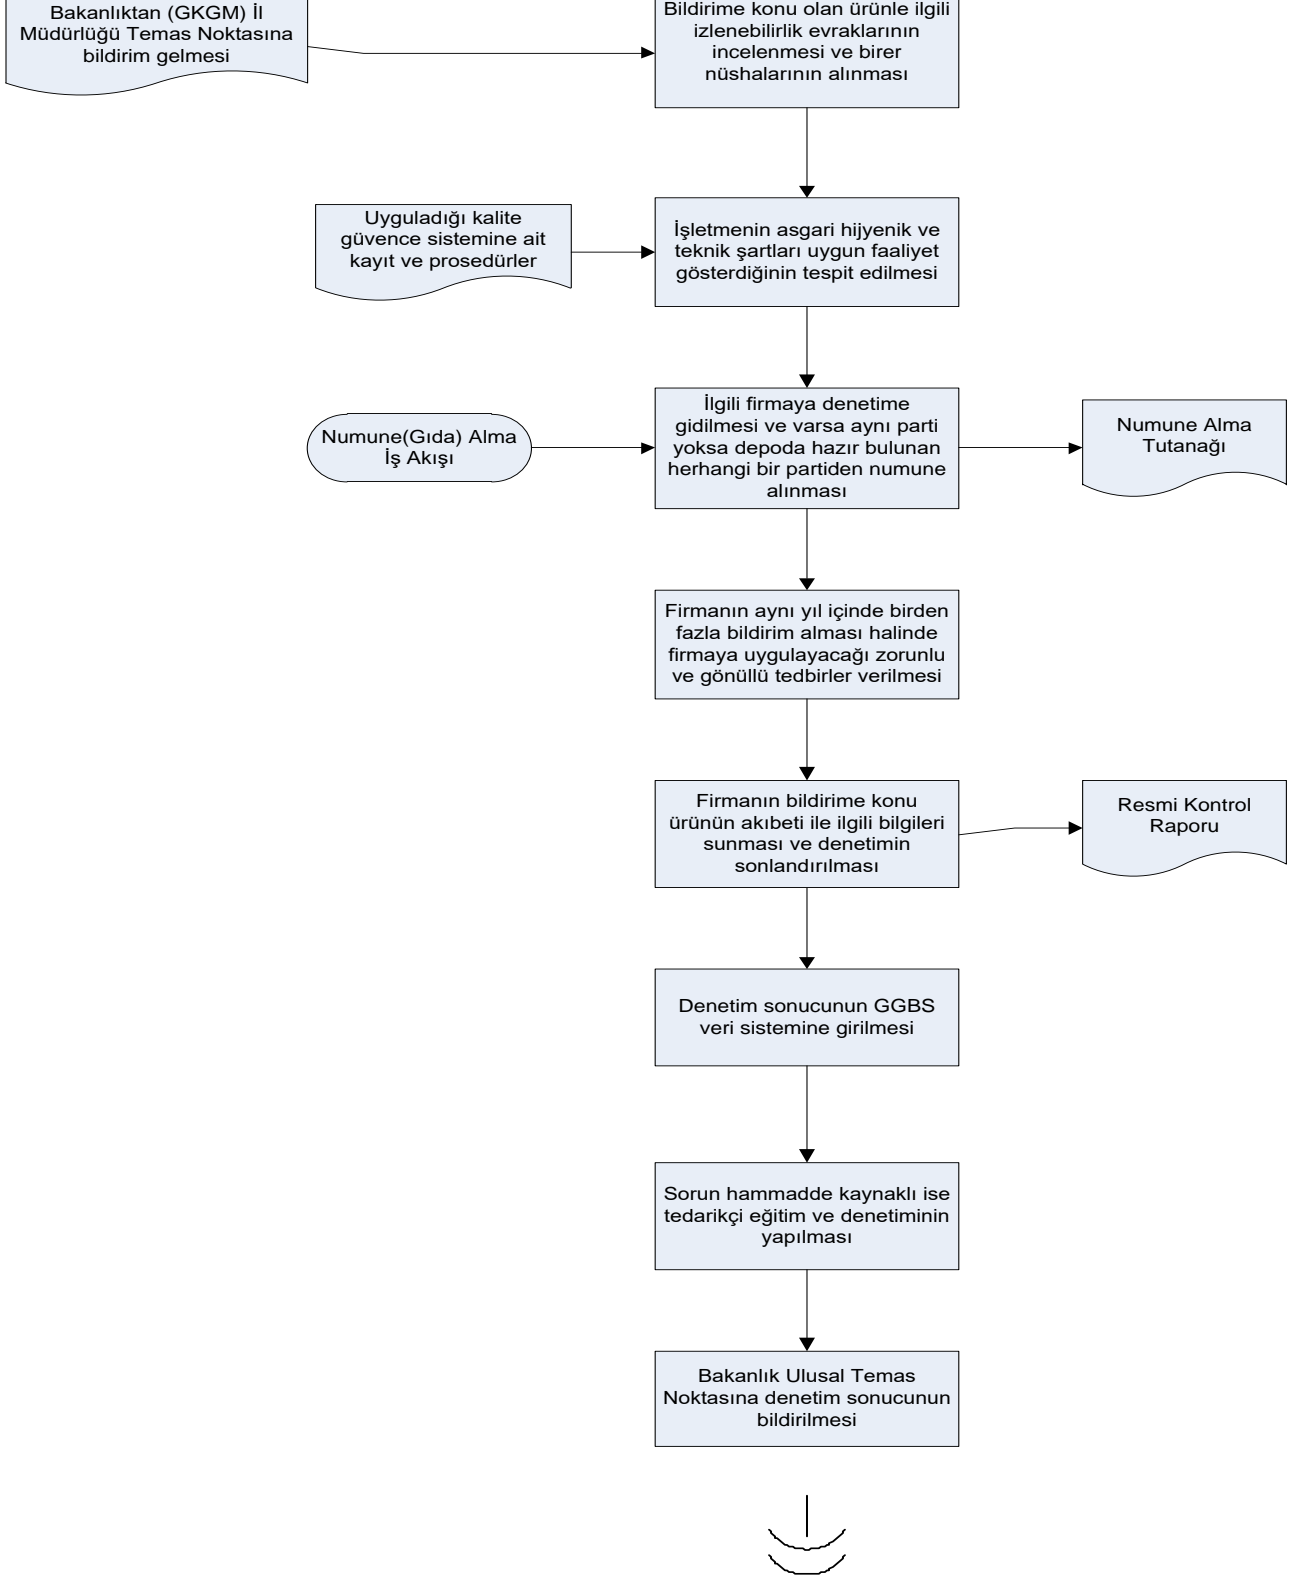 Bakanlıktan (GKGM) İl
Müdürlüğü Temas Noktasına
bildirim gelmesi
Bildirime konu olan ürünle ilgili
izlenebilirlik evraklarının
incelenmesi ve birer
nüshalarının alınması
Uyguladığı kalite
güvence sistemine ait
kayıt ve prosedürler
İşletmenin asgari hijyenik ve
teknik şartları uygun faaliyet
gösterdiğinin tespit edilmesi
Numune(Gıda) Alma
İş Akışı
İlgili firmaya denetime
gidilmesi ve varsa aynı parti
yoksa depoda hazır bulunan
herhangi bir partiden numune
alınması
Numune Alma
Tutanağı
Firmanın aynı yıl içinde birden
fazla bildirim alması halinde
firmaya uygulayacağı zorunlu
ve gönüllü tedbirler verilmesi
Firmanın bildirime konu
ürünün akıbeti ile ilgili bilgileri
sunması ve denetimin
sonlandırılması
Resmi Kontrol
Raporu
Denetim sonucunun GGBS
veri sistemine girilmesi
Sorun hammadde kaynaklı ise
tedarikçi eğitim ve denetiminin
yapılması
Bakanlık Ulusal Temas
Noktasına denetim sonucunun
bildirilmesi